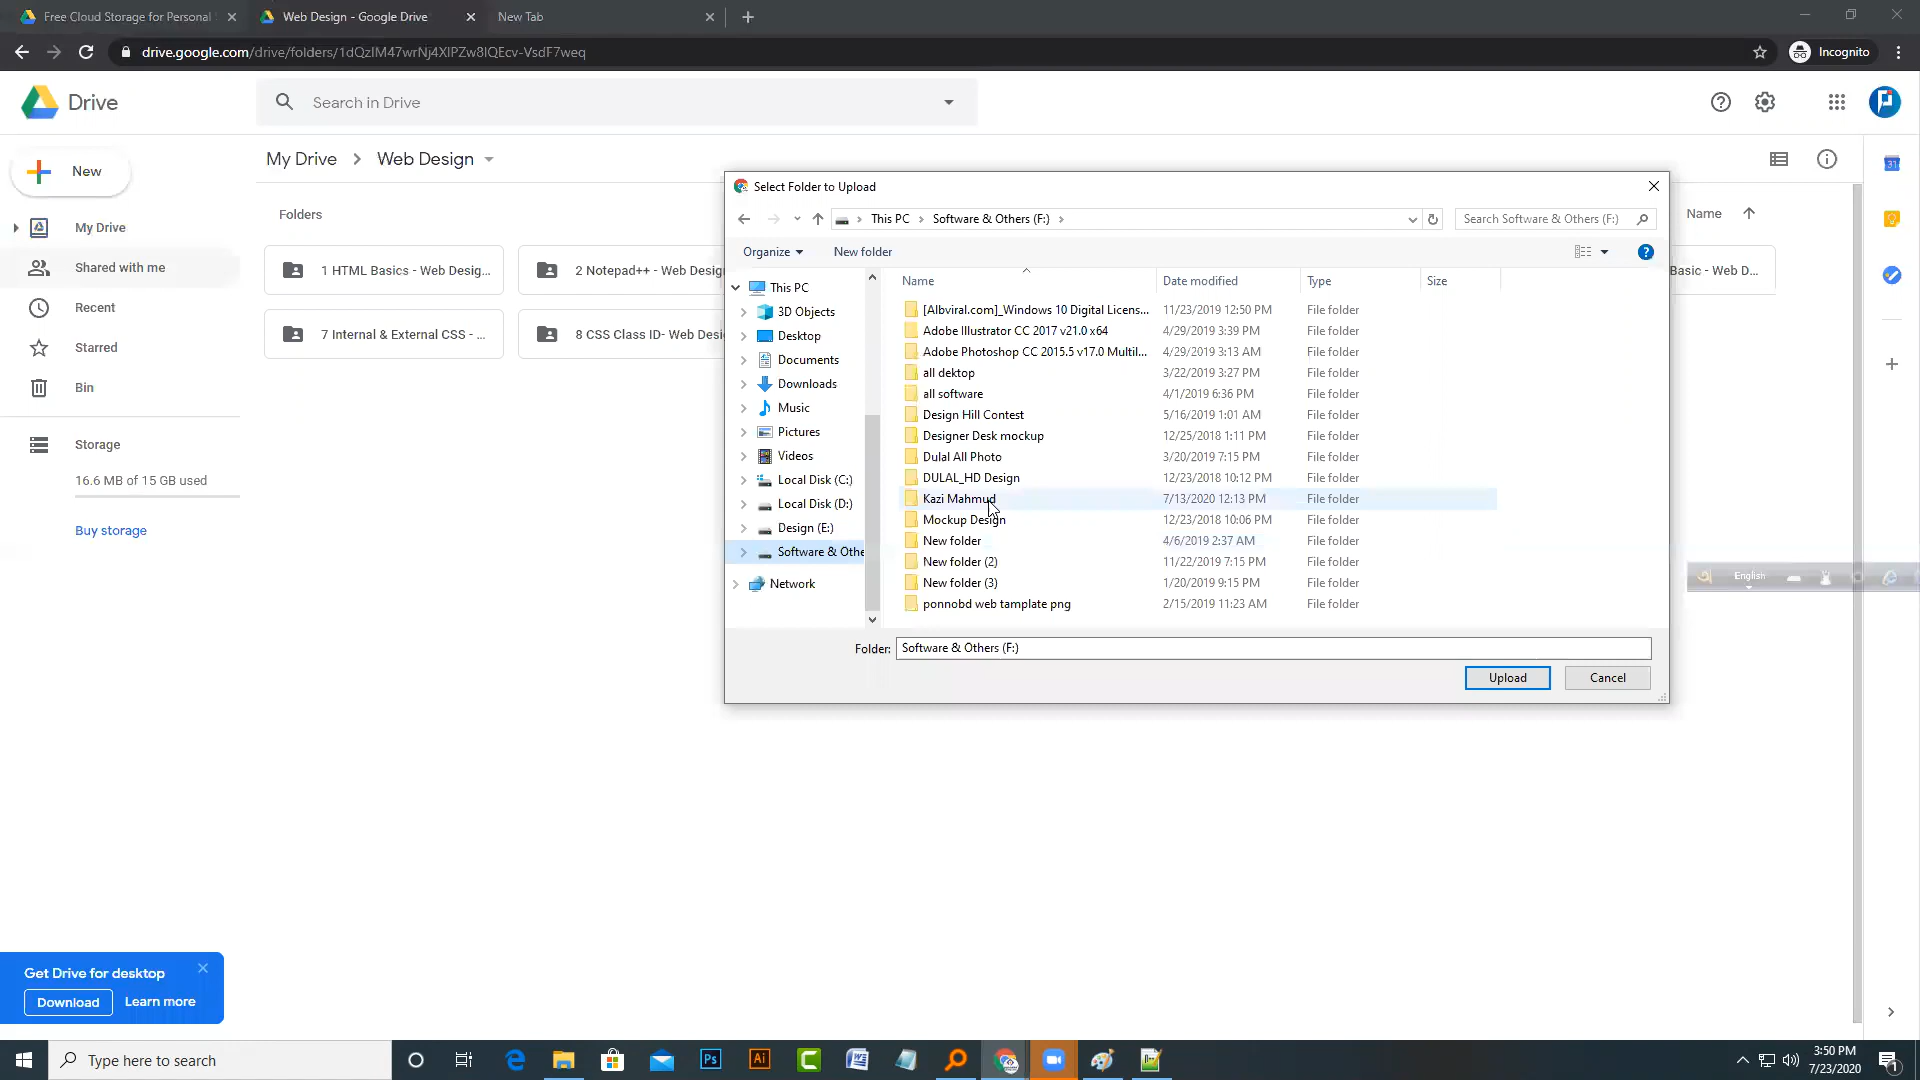 Free Cloud Storage for Personal
Web Design - Google Drive
New Tab
drive.google.com/drive/folders/
Incognito
Drive
Search in Drive
New
My Drive
Shared with me
Recent
Starred
Bin
Storage
16.6 MB of 15 GB used
Buy storage
My Drive > Web Design
Folders
Name
1 HTML Basics - Web Desig...
2 Notepad++ - Web Design
Basic - Web D...
7 Internal & External CSS - ...
8 CSS Class ID- Web Desi
31
Select Folder to Upload
This PC
Software & Others (F:)
Search Software & Others (F:)
Organize
New folder
This PC
3D Objects
Desktop
Documents
Downloads
Music
Pictures
Videos
Local Disk (C:)
Local Disk (D:)
Design (E:)
Software & Othe
Network
Name Date modified Type Size
[Albviral.com]_Windows 10 Digital Licens... 11/23/2019 12:50 PM File folder
Adobe Illustrator CC 2017 v21.0 x64 4/29/2019 3:39 PM File folder
Adobe Photoshop CC 2015.5 v17.0 Multil... 4/29/2019 3:13 AM File folder
all dektop 3/22/2019 3:27 PM File folder
all software 4/1/2019 6:36 PM File folder
Design Hill Contest 5/16/2019 1:01 AM File folder
Designer Desk mockup 12/25/2018 1:11 PM File folder
Dulal All Photo 3/20/2019 7:15 PM File folder
DULAL_HD Design 12/23/2018 10:12 PM File folder
Kazi Mahmud 7/13/2020 12:13 PM File folder
Mockup Design 12/23/2018 10:06 PM File folder
New folder 4/6/2019 2:37 AM File folder
New folder (2) 11/22/2019 7:15 PM File folder
New folder (3) 1/20/2019 9:15 PM File folder
ponnobd web tamplate png 2/15/2019 11:23 AM File folder
Folder: Software & Others (F:)
Upload
Cancel
English
Get Drive for desktop
Download
Learn more
Type here to search
Ps
Ai
3:50 PM
7/23/2020
1